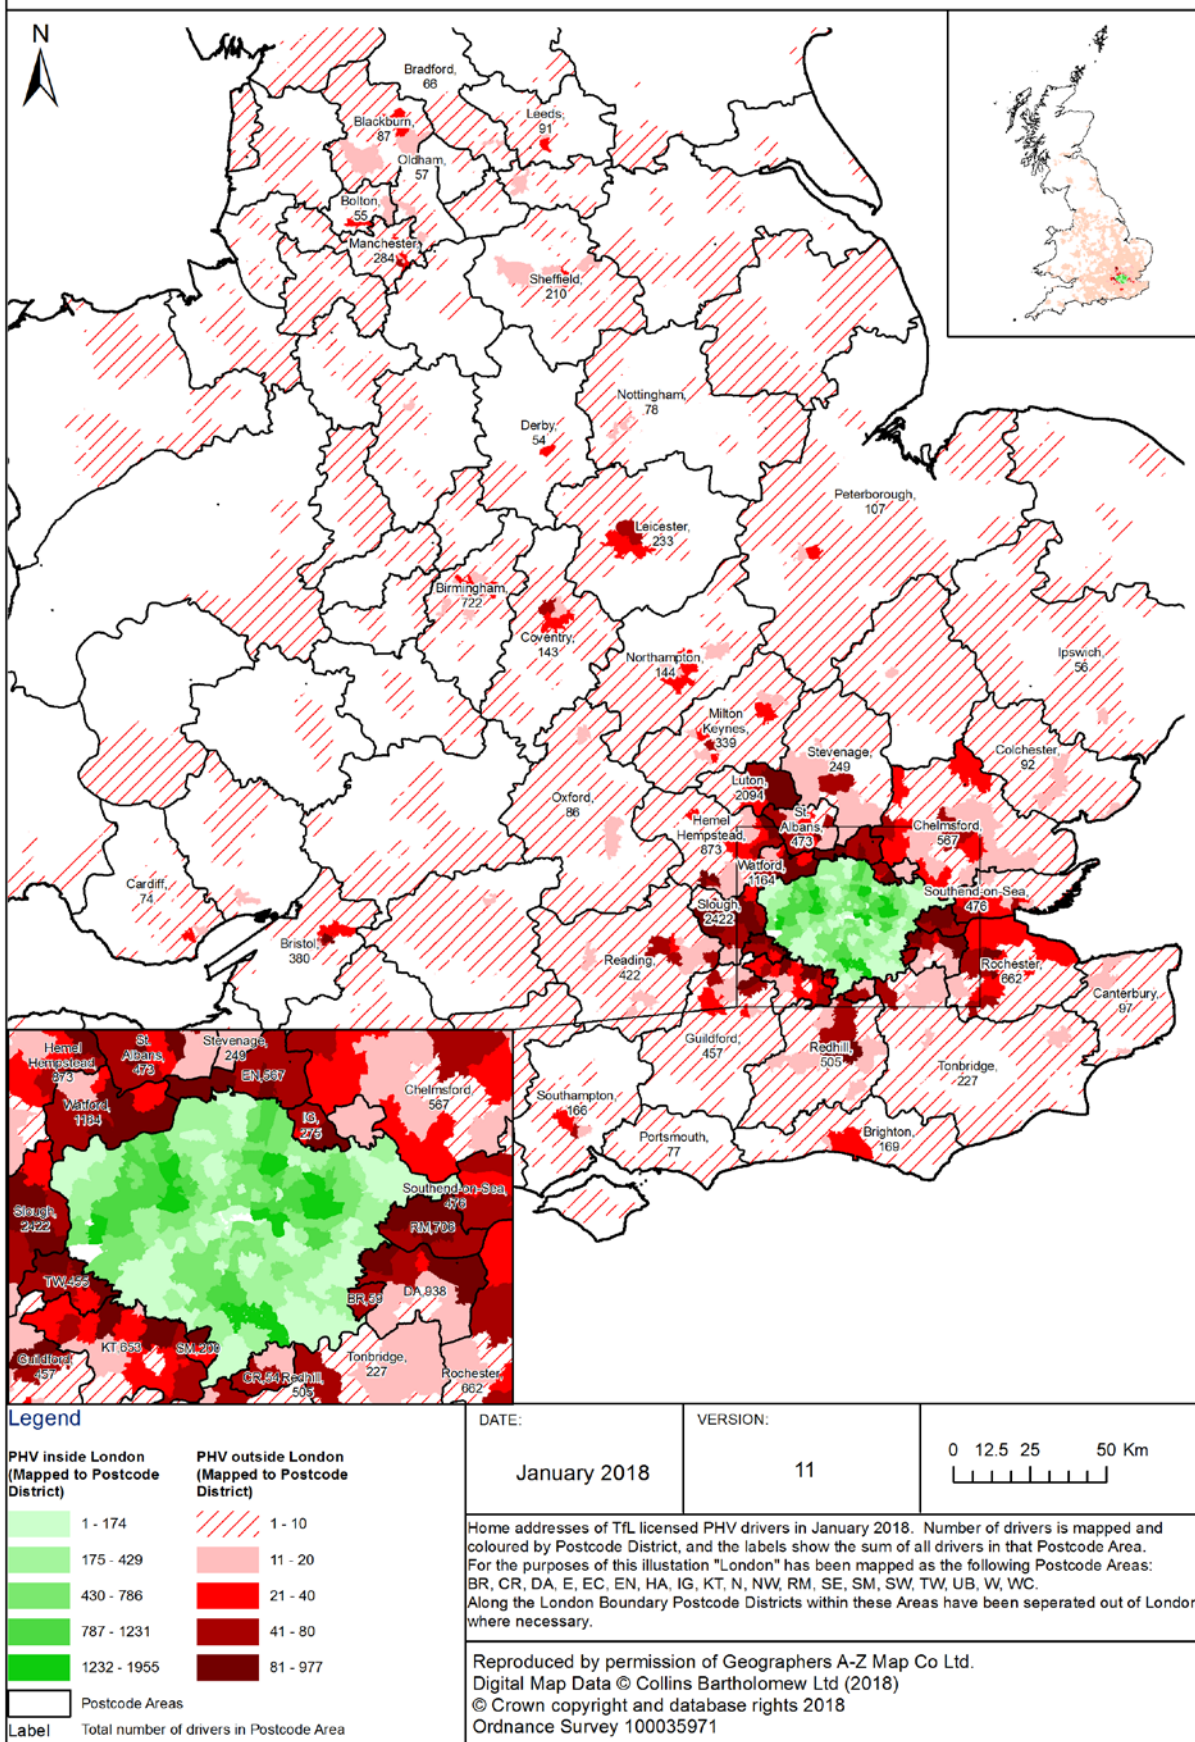 N
Bradford,
66
Blackburn,
87
Leeds,
91
Oldham,
57
Bolton,
55
Manchester,
284
Sheffield,
210
Nottingham,
78
Derby,
54
Peterborough,
107
Leicester,
233
Birmingham,
722
Coventry,
143
Northampton,
144
Ipswich,
56
Milton
Keynes,
339
Stevenage,
249
Colchester,
92
Luton,
2094
Oxford,
86
Hemel
Hempstead,
873
St.
Albans,
473
Chelmsford,
567
Watford,
1164
Cardiff,
74
Slough,
2422
Southend-on-Sea,
476
Bristol,
380
Reading,
422
Rochester,
662
Canterbury,
97
Guildford,
457
Redhill,
505
Tonbridge,
227
Southampton,
166
Portsmouth,
77
Brighton,
169
Hemel
Hempstead,
873
St.
Albans,
473
Stevenage,
249
EN,567
Chelmsford,
567
Watford,
1164
IG,
275
Southend-on-Sea,
476
Slough,
2422
RM,706
TW,455
BR,59
DA,938
KT,653
SM,200
Guildford,
457
Tonbridge,
227
CR,54
Redhill,
505
Rochester,
662
Legend
PHV inside London
(Mapped to Postcode
District)
1 - 174
175 - 429
430 - 786
787 - 1231
1232 - 1955
PHV outside London
(Mapped to Postcode
District)
1 - 10
11 - 20
21 - 40
41 - 80
81 - 977
Postcode Areas
Label Total number of drivers in Postcode Area
DATE:
January 2018
VERSION:
11
0 12.5 25 50 Km
Home addresses of TfL licensed PHV drivers in January 2018. Number of drivers is mapped and
coloured by Postcode District, and the labels show the sum of all drivers in that Postcode Area.
For the purposes of this illustration "London" has been mapped as the following Postcode Areas:
BR, CR, DA, E, EC, EN, HA, IG, KT, N, NW, RM, SE, SM, SW, TW, UB, W, WC.
Along the London Boundary Postcode Districts within these Areas have been seperated out of London
where necessary.
Reproduced by permission of Geographers A-Z Map Co Ltd.
Digital Map Data © Collins Bartholomew Ltd (2018)
© Crown copyright and database rights 2018
Ordnance Survey 100035971